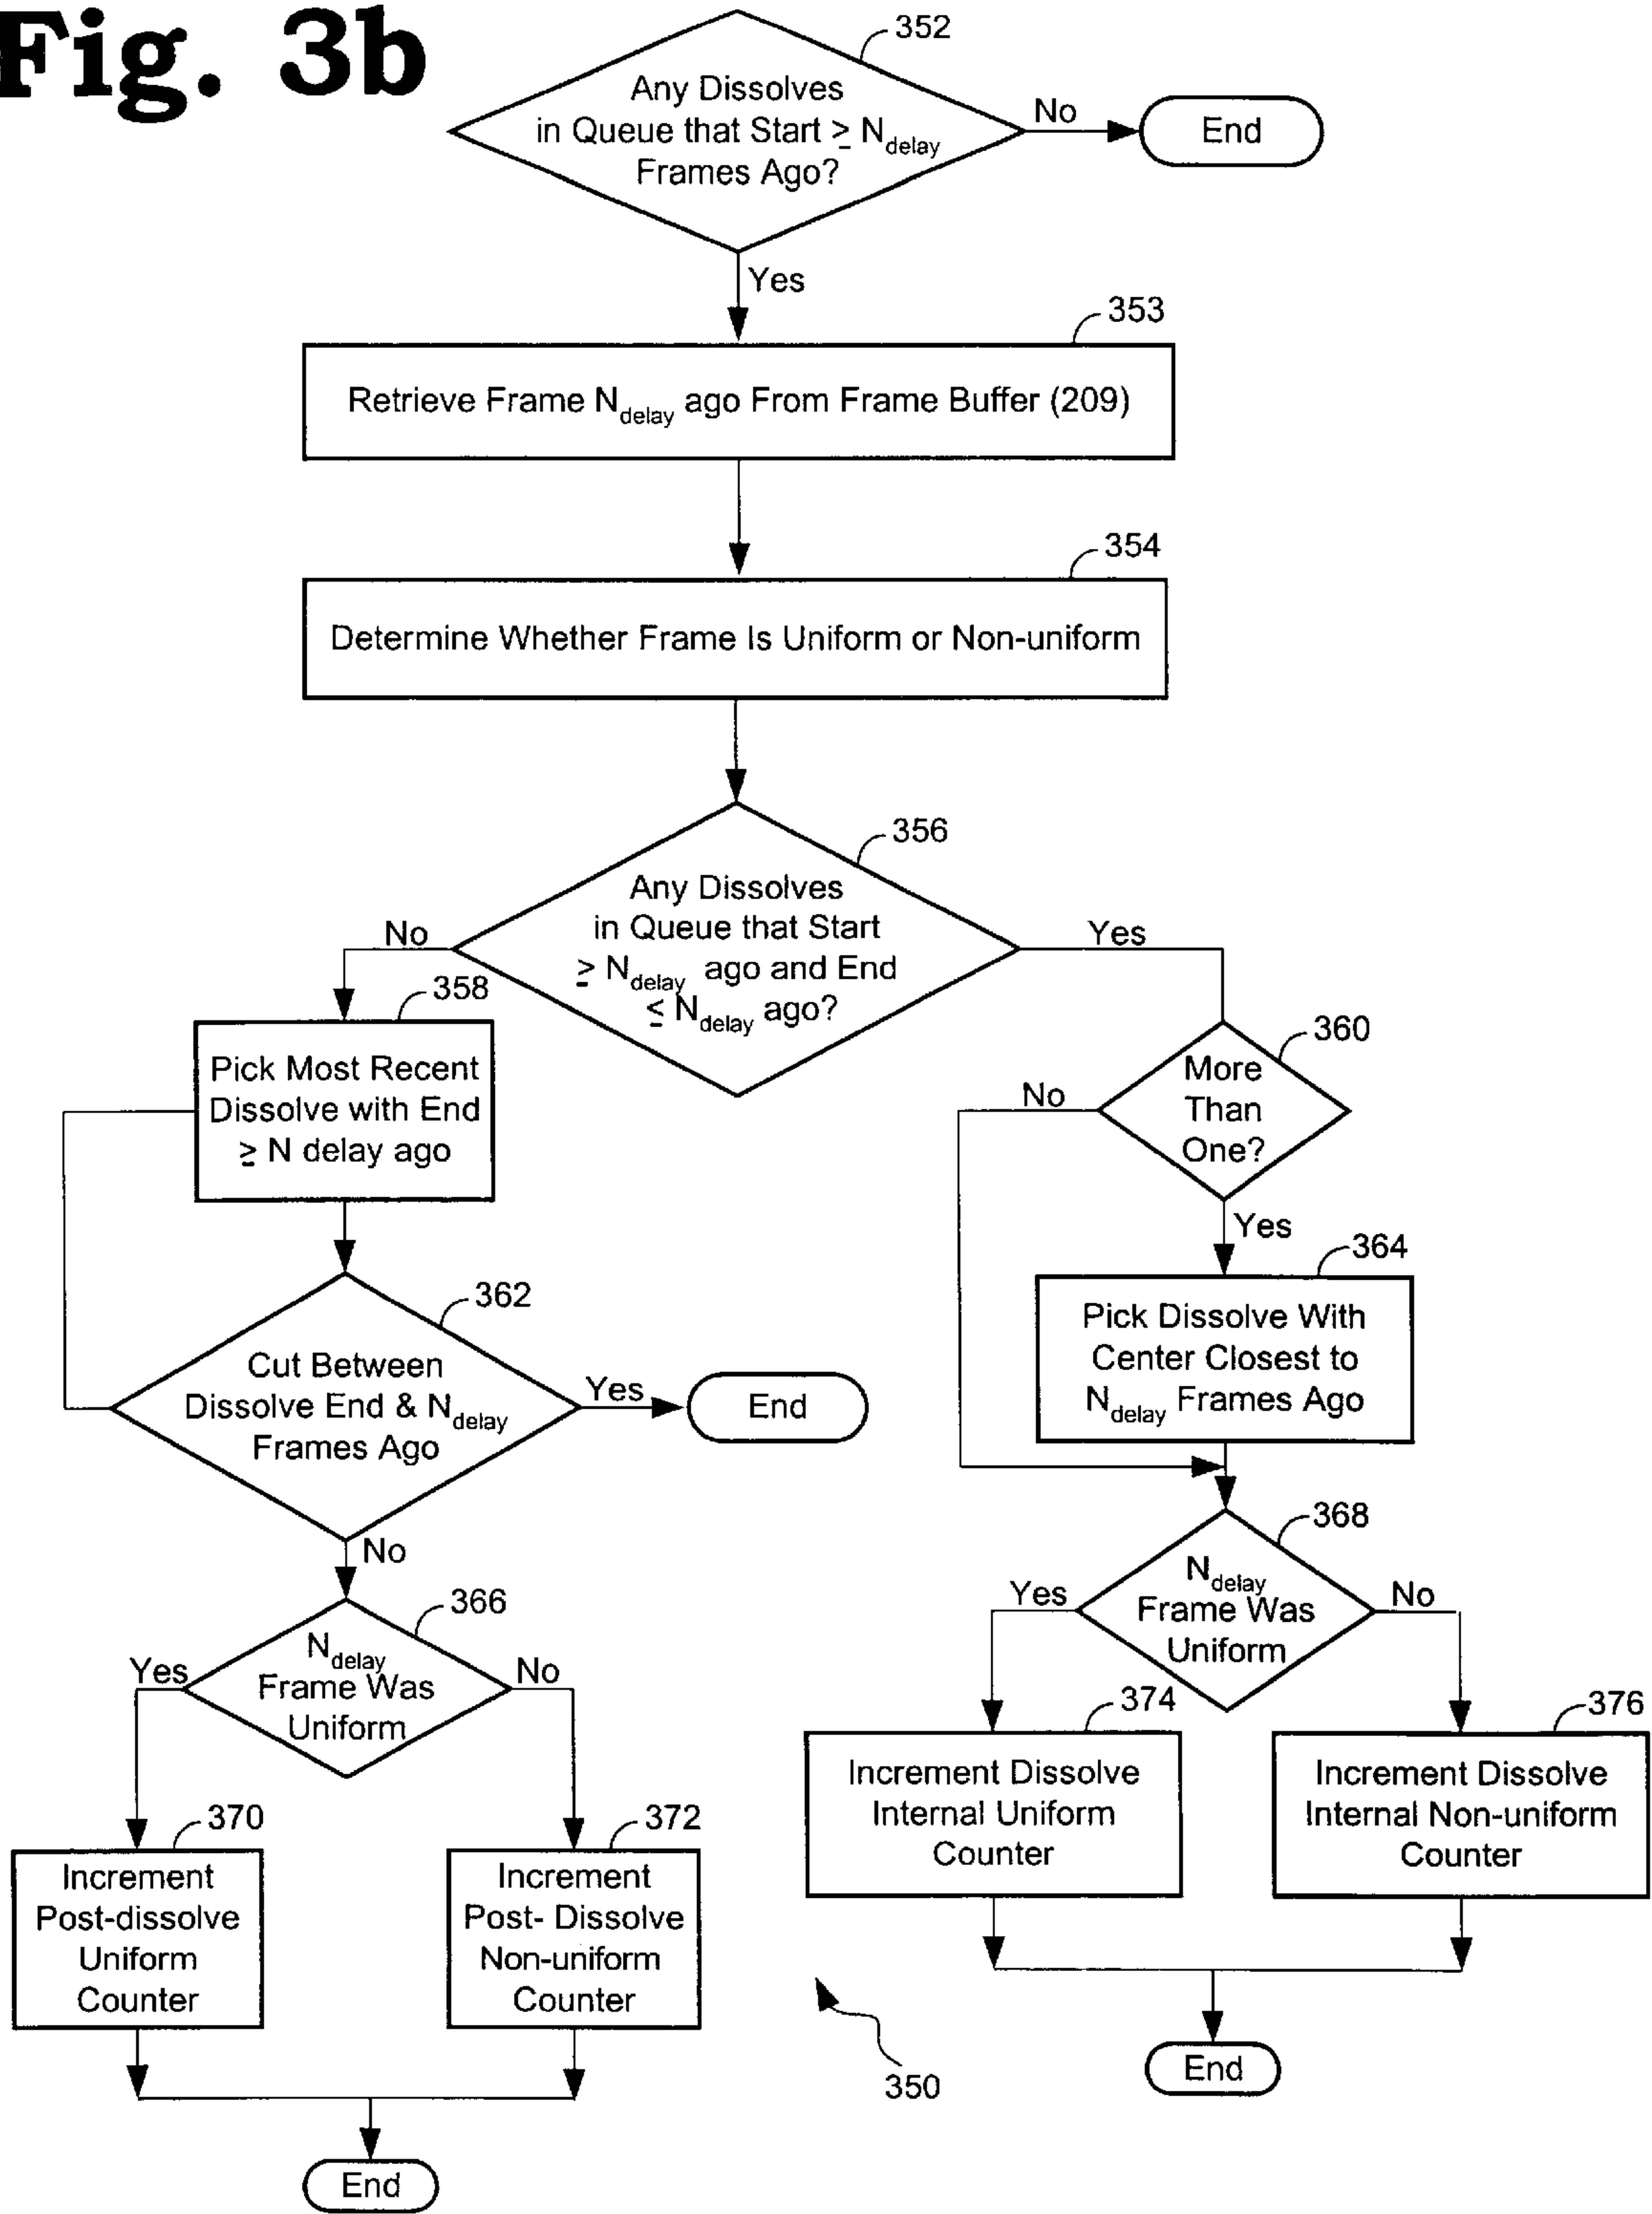 Fig. 3b
352
Any Dissolves
in Queue that Start ≥ Ndelay
Frames Ago?
No
End
Yes
353
Retrieve Frame Ndelay ago From Frame Buffer (209)
354
Determine Whether Frame Is Uniform or Non-uniform
356
Any Dissolves
in Queue that Start
≥ Ndelay ago and End
≤ Ndelay ago?
No
Yes
358
Pick Most Recent
Dissolve with End
≥ N delay ago
360
More
Than
One?
No
Yes
362
Cut Between
Dissolve End & Ndelay
Frames Ago
Yes
End
No
364
Pick Dissolve With
Center Closest to
Ndelay Frames Ago
366
Ndelay
Frame Was
Uniform
Yes
No
368
Ndelay
Frame Was
Uniform
Yes
No
370
Increment
Post-dissolve
Uniform
Counter
372
Increment
Post- Dissolve
Non-uniform
Counter
374
Increment Dissolve
Internal Uniform
Counter
376
Increment Dissolve
Internal Non-uniform
Counter
End
350
End